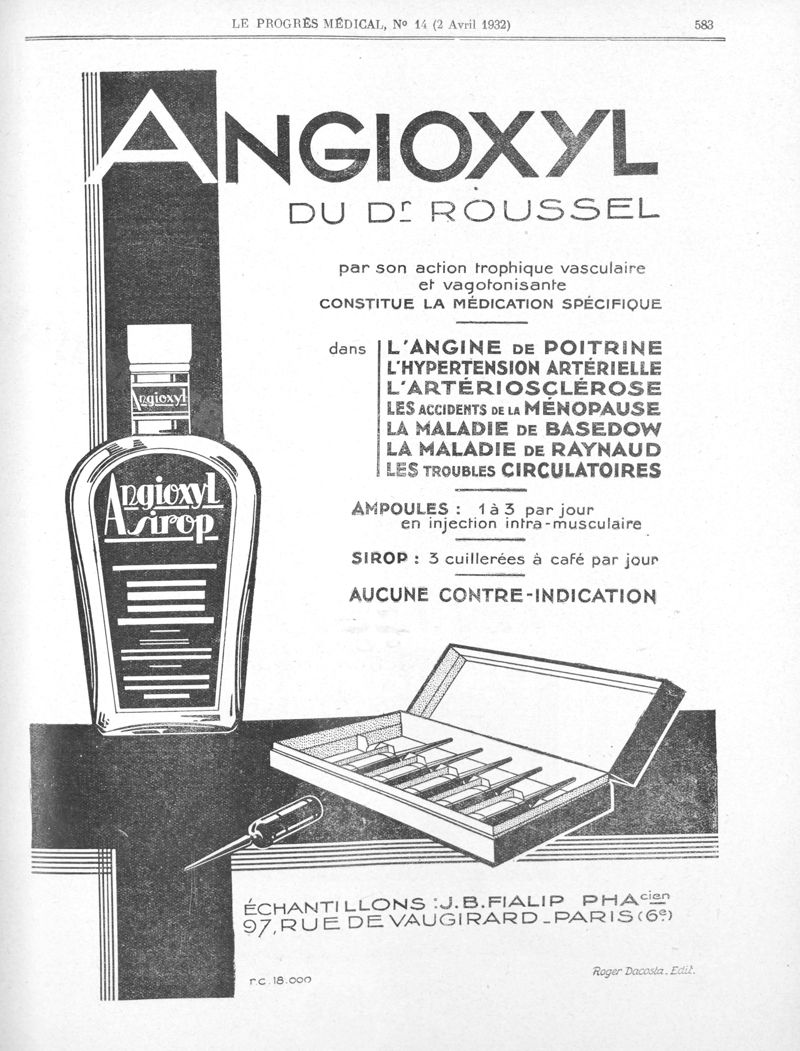 LE PROGRÈS MÉDICAL, No 14 (2 Avril 1932) 583
ANGIOXYL
DU Dr ROUSSEL
par son action trophique vasculaire
et vagotonisante
CONSTITUE LA MÉDICATION SPÉCIFIQUE
dans L'ANGINE DE POITRINE
L'HYPERTENSION ARTÉRIELLE
L'ARTÉRIOSCLÉROSE
LES ACCIDENTS DE LA MÉNOPAUSE
LA MALADIE DE BASEDOW
LA MALADIE DE RAYNAUD
LES TROUBLES CIRCULATOIRES
AMPOULES : 1 à 3 par jour
en injection intra-musculaire
SIROP : 3 cuillerées à café par jour
AUCUNE CONTRE-INDICATION
Angioxyl
Angioxyl
sirop
ÉCHANTILLONS : J.B. FIALIP PHAcien
97, RUE DE VAUGIRARD - PARIS (6e)
r.c. 18.000
Roger Dacosta. Edit.